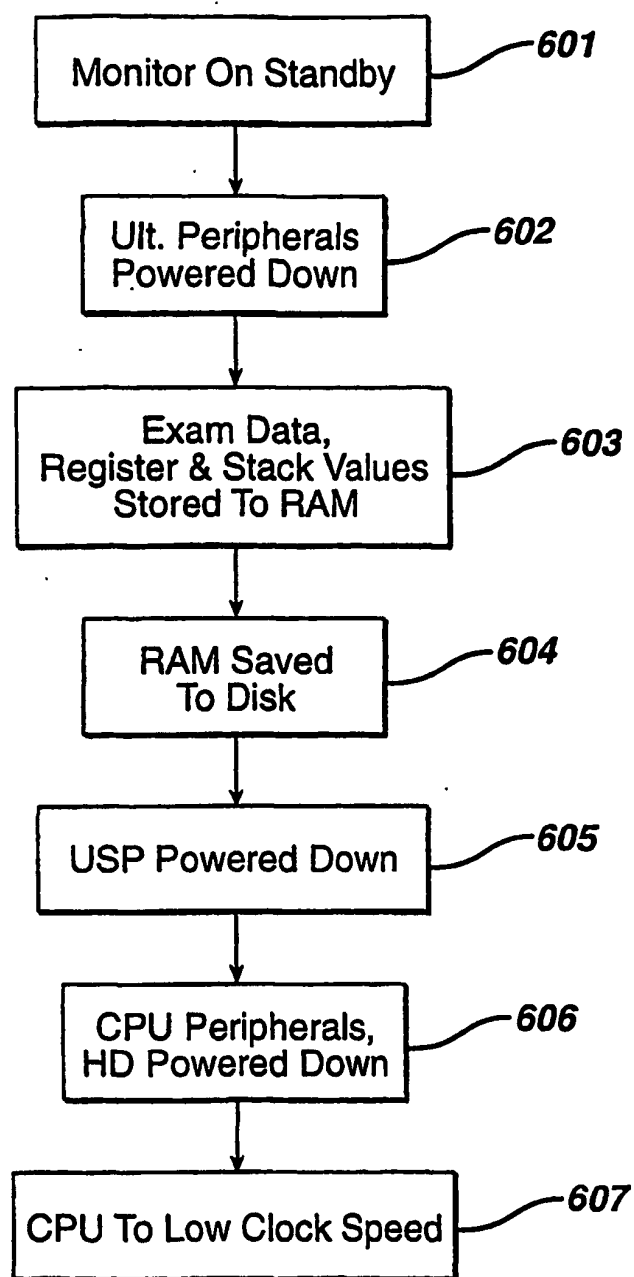 Monitor On Standby
601
Ult. Peripherals
Powered Down
602
Exam Data,
Register & Stack Values
Stored To RAM
603
RAM Saved
To Disk
604
USP Powered Down
605
CPU Peripherals,
HD Powered Down
606
CPU To Low Clock Speed
607